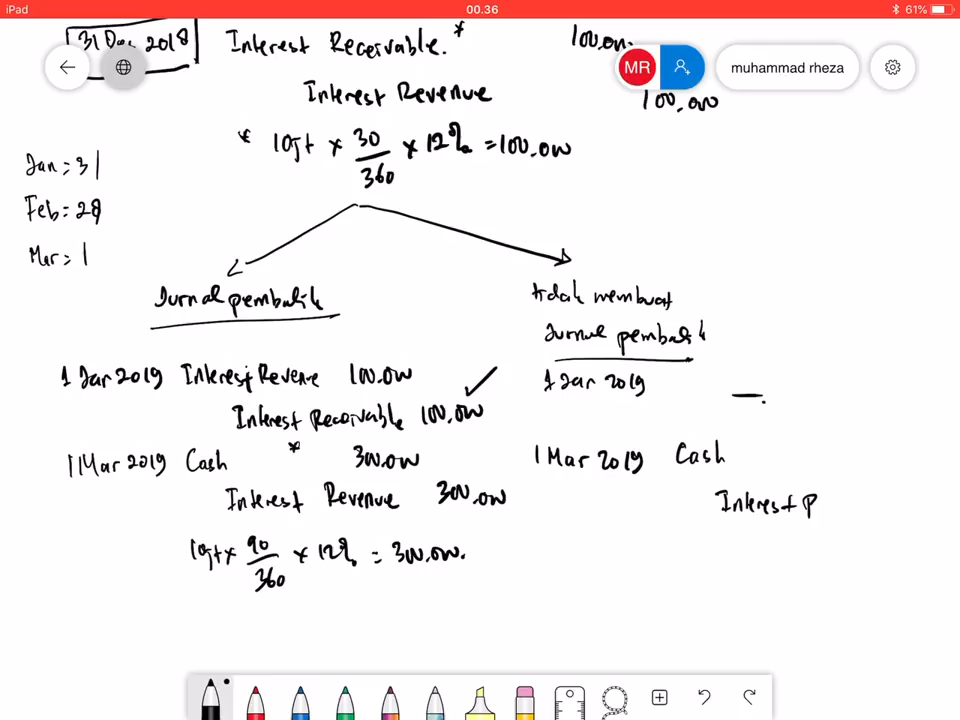 iPad 00.36 61%
31 Dec 2018 Interest Receivable.* 100.000
MR muhammad rheza
Interest Revenue 100.000
* 10jt x 30/360 x 12% = 100.000
Jan = 31
Feb = 28
Mar = 1
Jurnal pembalik
tidak membuat
Jurnal pembalik
1 Jan 2019 Interest Revenue 100.000
Interest Receivable 100.000
1 Mar 2019 Cash * 300.000
Interest Revenue 300.000
10jt x 90/360 x 12% = 300.000.
1 Jan 2019 —.
1 Mar 2019 Cash
Interest P